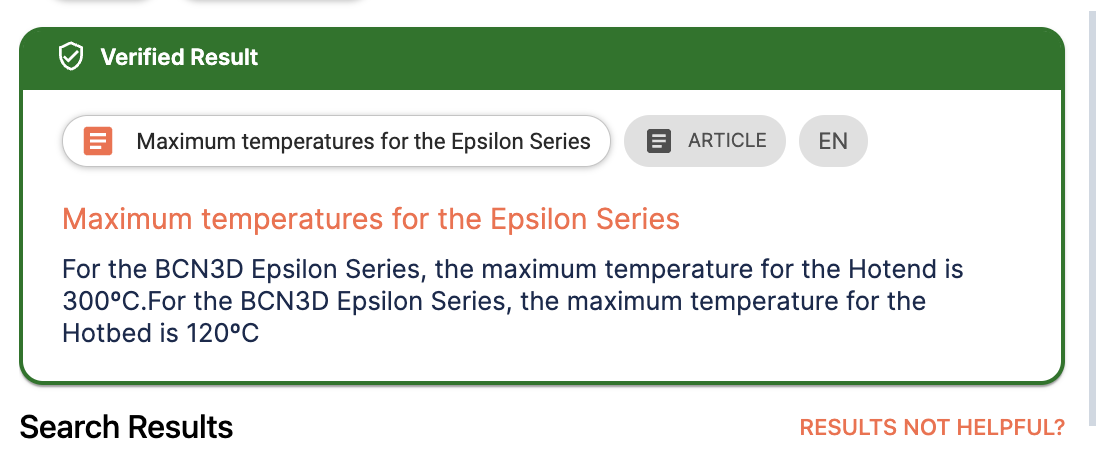 Verified Result
Maximum temperatures for the Epsilon Series ARTICLE EN
Maximum temperatures for the Epsilon Series
For the BCN3D Epsilon Series, the maximum temperature for the Hotend is
300ºC.For the BCN3D Epsilon Series, the maximum temperature for the
Hotbed is 120ºC
Search Results RESULTS NOT HELPFUL?